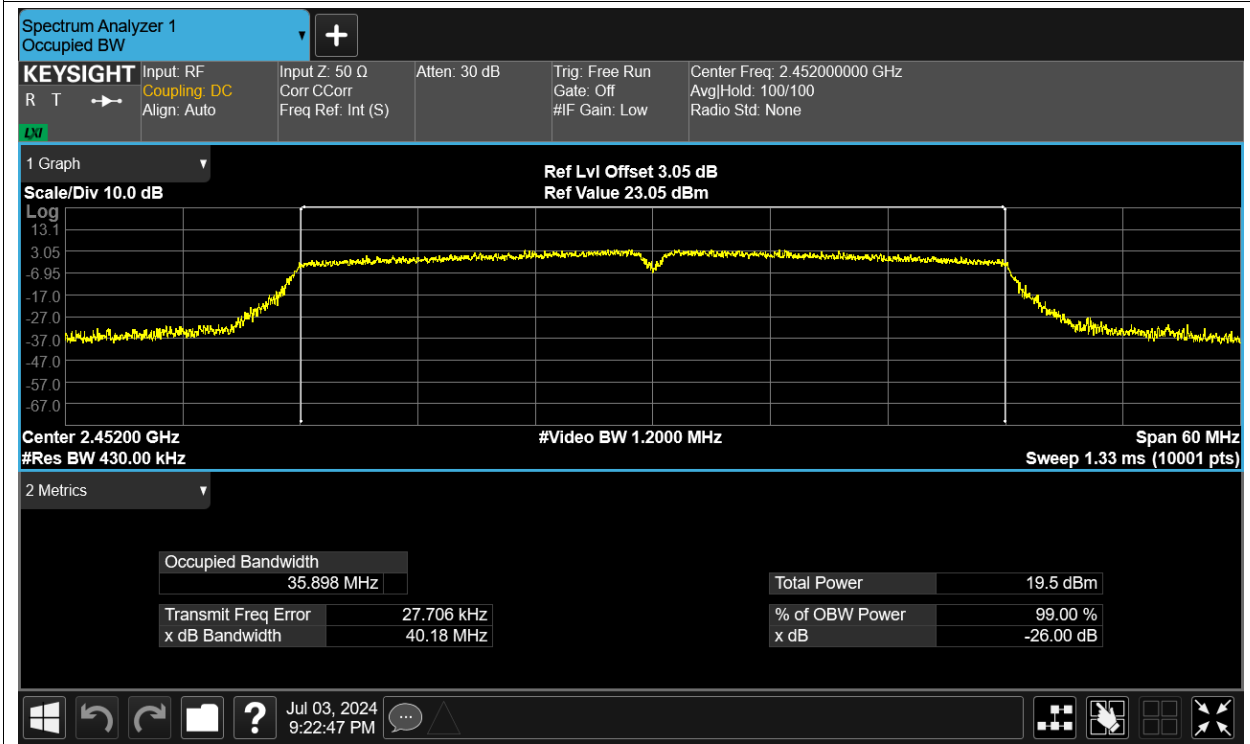 Spectrum Analyzer 1
Occupied BW
KEYSIGHT
R T
LXI
Input: RF
Coupling: DC
Align: Auto
Input Z: 50 Ω
Corr CCorr
Freq Ref: Int (S)
Atten: 30 dB
Trig: Free Run
Gate: Off
#IF Gain: Low
Center Freq: 2.452000000 GHz
Avg|Hold: 100/100
Radio Std: None
1 Graph
Scale/Div 10.0 dB
Ref Lvl Offset 3.05 dB
Ref Value 23.05 dBm
Log
13.1
3.05
-6.95
-17.0
-27.0
-37.0
-47.0
-57.0
-67.0
Center 2.45200 GHz
#Video BW 1.2000 MHz
Span 60 MHz
#Res BW 430.00 kHz
Sweep 1.33 ms (10001 pts)
2 Metrics
Occupied Bandwidth
35.898 MHz
Total Power 19.5 dBm
Transmit Freq Error 27.706 kHz
% of OBW Power 99.00 %
x dB Bandwidth 40.18 MHz
x dB -26.00 dB
?
Jul 03, 2024
9:22:47 PM